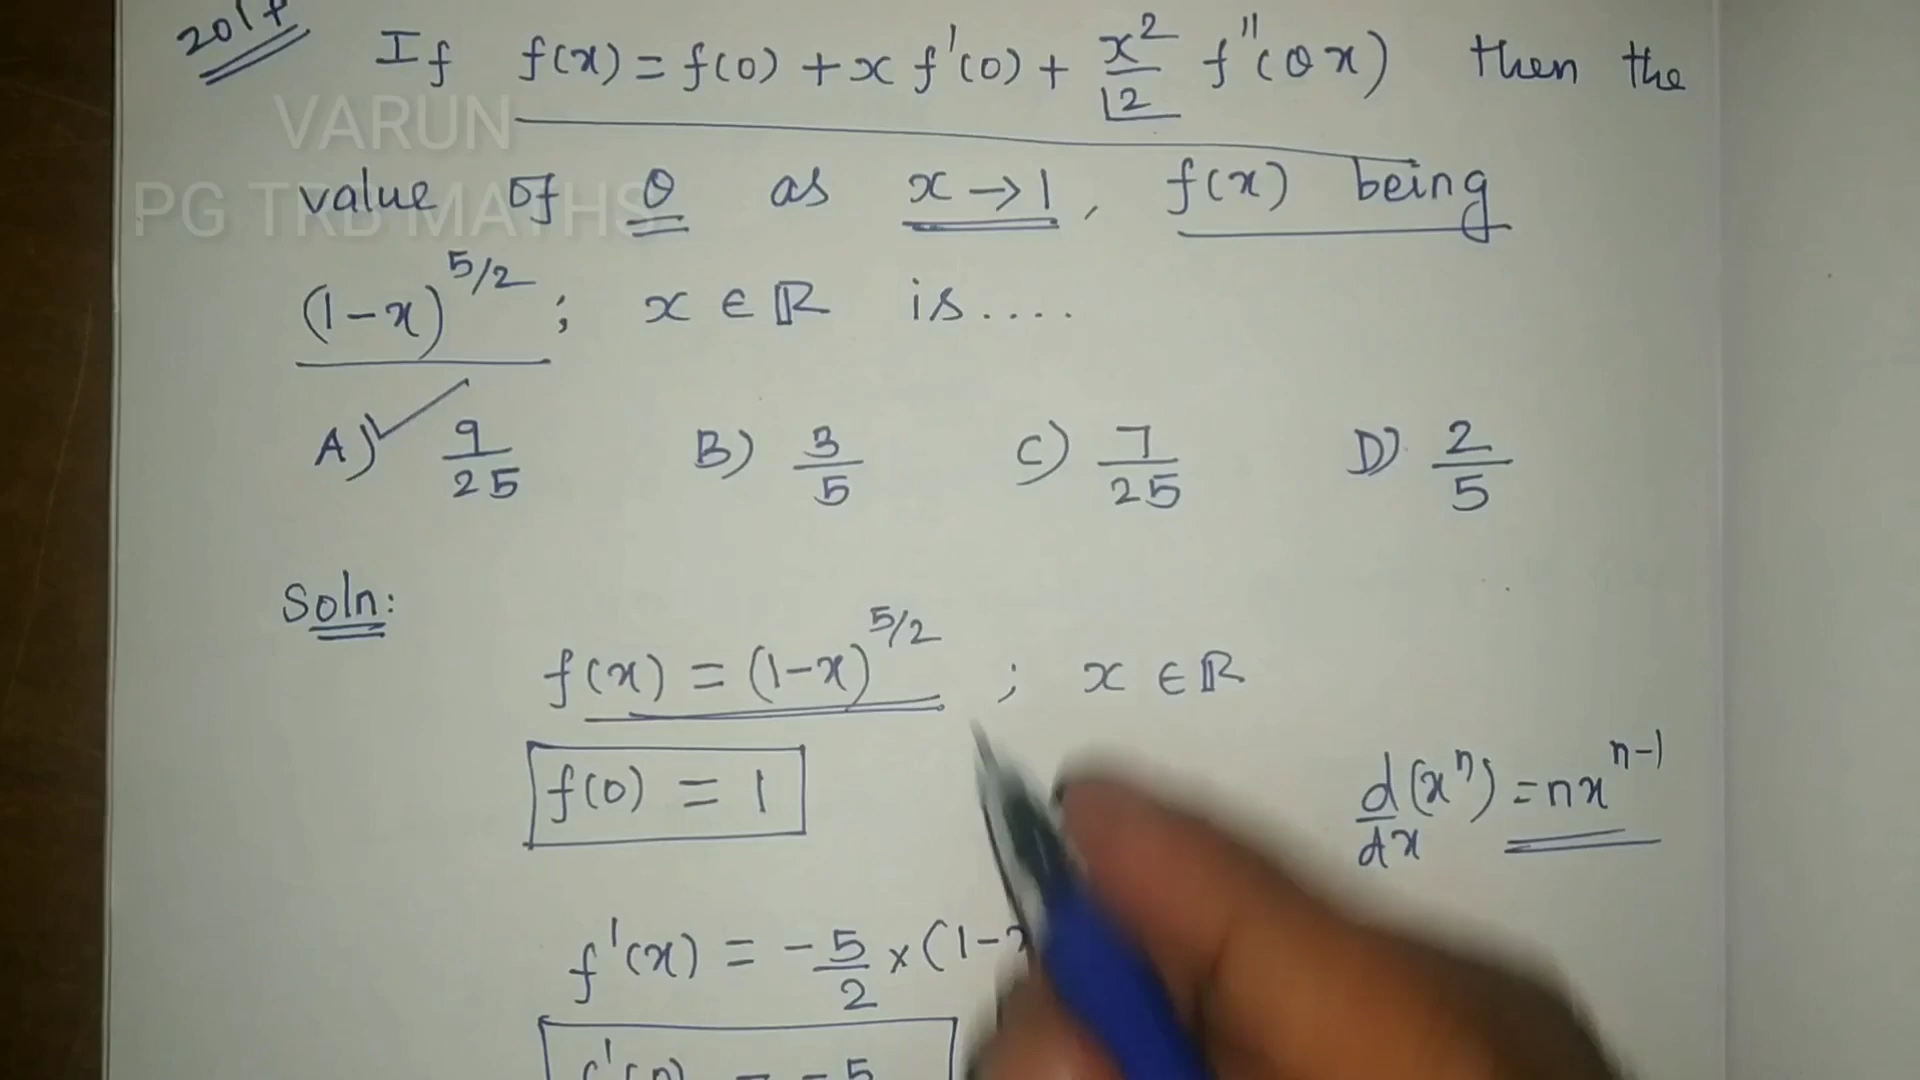 2017
If f(x) = f(0) + x f'(0) + x²/⌊2 f''(θx) then the
value of θ as x → 1, f(x) being
(1-x)^5/2 ; x ∈ ℝ is....
A) ✓ 9/25 B) 3/5 C) 7/25 D) 2/5
Soln:
f(x) = (1-x)^5/2 ; x ∈ ℝ
f(0) = 1
d/dx (x^n) = nx^n-1
f'(x) = -5/2 × (1-x
f'(0) = -5
VARUN
PG TRB MATHS